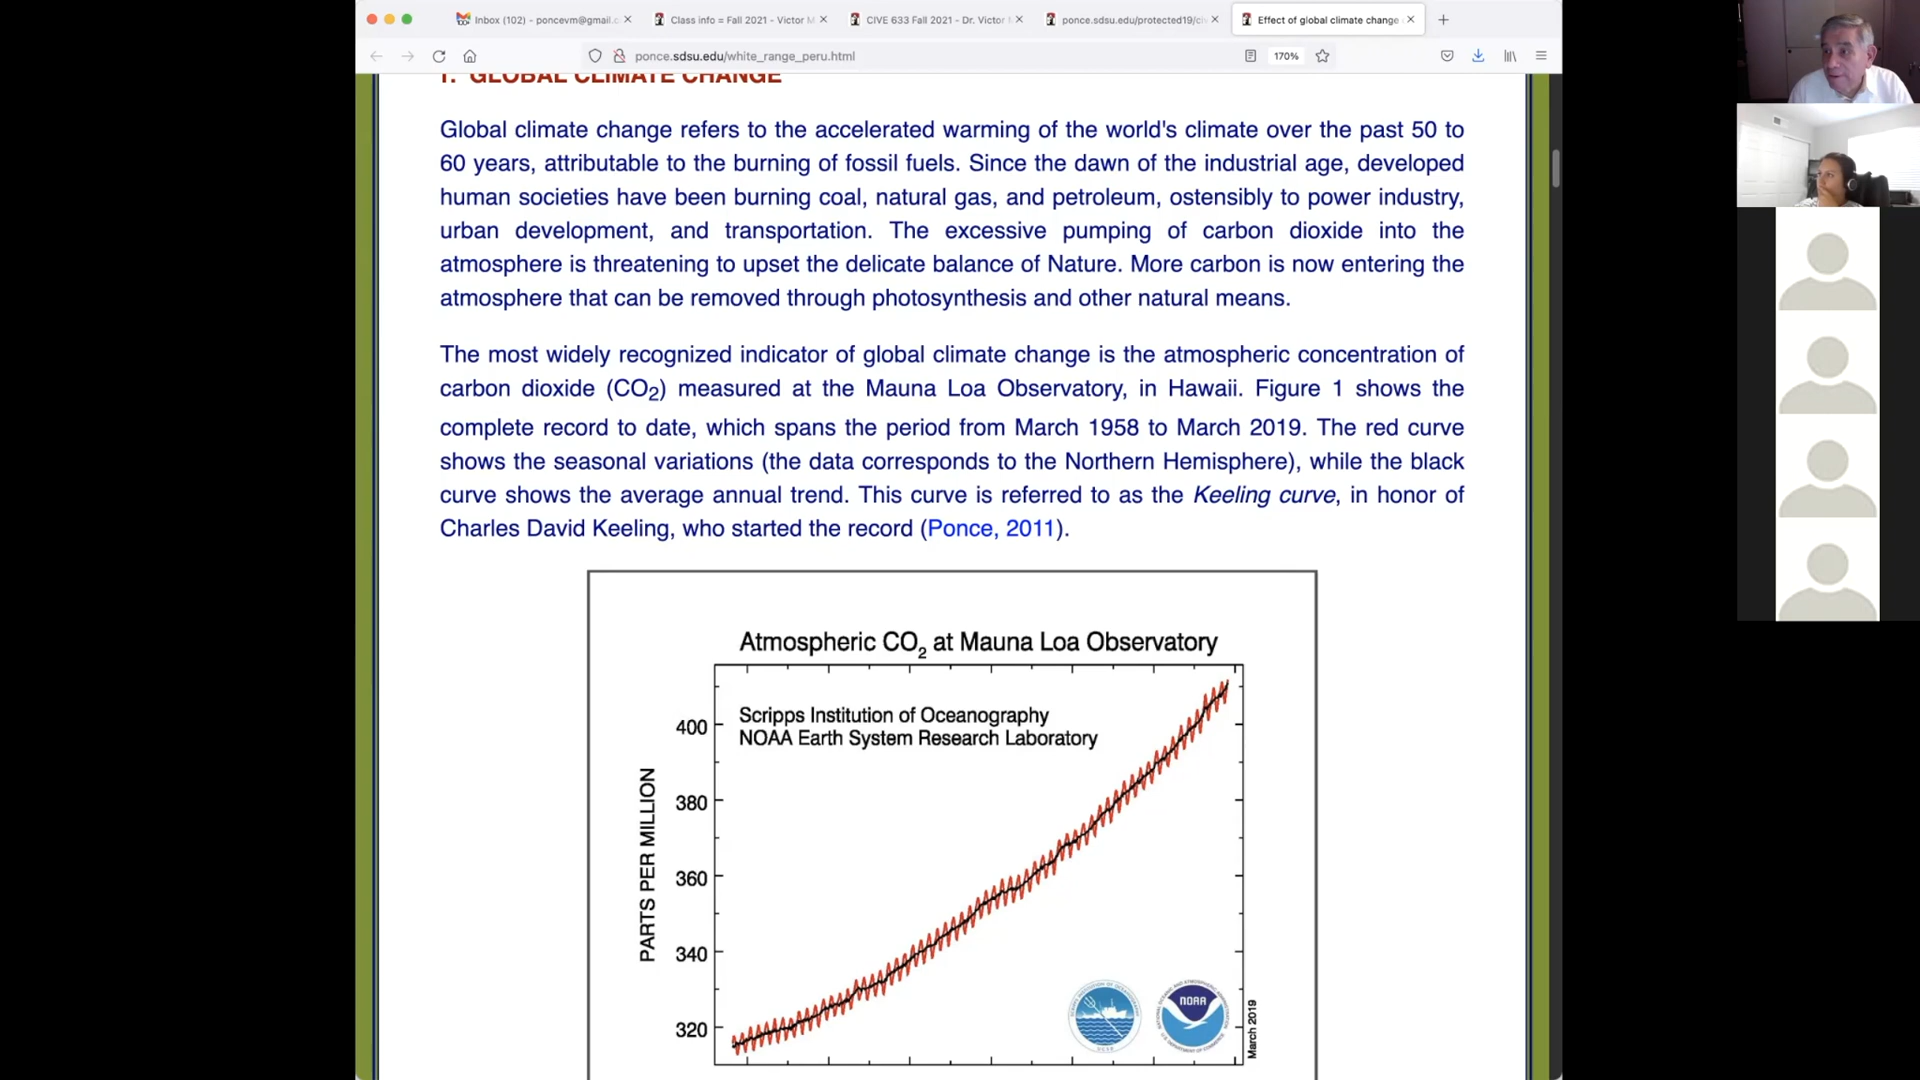 Inbox (102) - poncevm@gmail.c
Class info = Fall 2021 - Victor M
CIVE 633 Fall 2021 - Dr. Victor
ponce.sdsu.edu/protected19/ci
Effect of global climate change
ponce.sdsu.edu/white_range_peru.html
170%
1. GLOBAL CLIMATE CHANGE
Global climate change refers to the accelerated warming of the world's climate over the past 50 to
60 years, attributable to the burning of fossil fuels. Since the dawn of the industrial age, developed
human societies have been burning coal, natural gas, and petroleum, ostensibly to power industry,
urban development, and transportation. The excessive pumping of carbon dioxide into the
atmosphere is threatening to upset the delicate balance of Nature. More carbon is now entering the
atmosphere that can be removed through photosynthesis and other natural means.
The most widely recognized indicator of global climate change is the atmospheric concentration of
carbon dioxide (CO2) measured at the Mauna Loa Observatory, in Hawaii. Figure 1 shows the
complete record to date, which spans the period from March 1958 to March 2019. The red curve
shows the seasonal variations (the data corresponds to the Northern Hemisphere), while the black
curve shows the average annual trend. This curve is referred to as the Keeling curve, in honor of
Charles David Keeling, who started the record (Ponce, 2011).
Atmospheric CO2 at Mauna Loa Observatory
Scripps Institution of Oceanography
NOAA Earth System Research Laboratory
400
380
360
340
320
PARTS PER MILLION
NOAA
March 2019